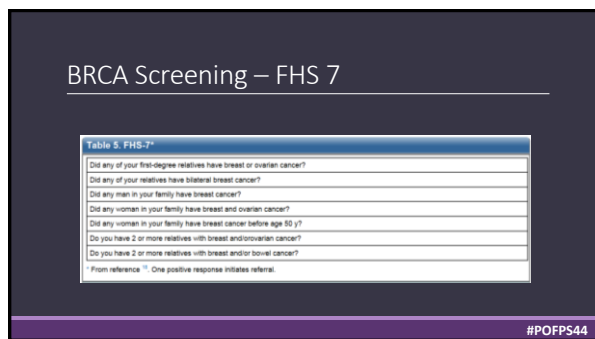 BRCA Screening – FHS 7
Table 5. FHS-7*
Did any of your first-degree relatives have breast or ovarian cancer?
Did any of your relatives have bilateral breast cancer?
Did any man in your family have breast cancer?
Did any woman in your family have breast and ovarian cancer?
Did any woman in your family have breast cancer before age 50 y?
Do you have 2 or more relatives with breast and/orovarian cancer?
Do you have 2 or more relatives with breast and/or bowel cancer?
* From reference . One positive response initiates referral.
#POFPS44